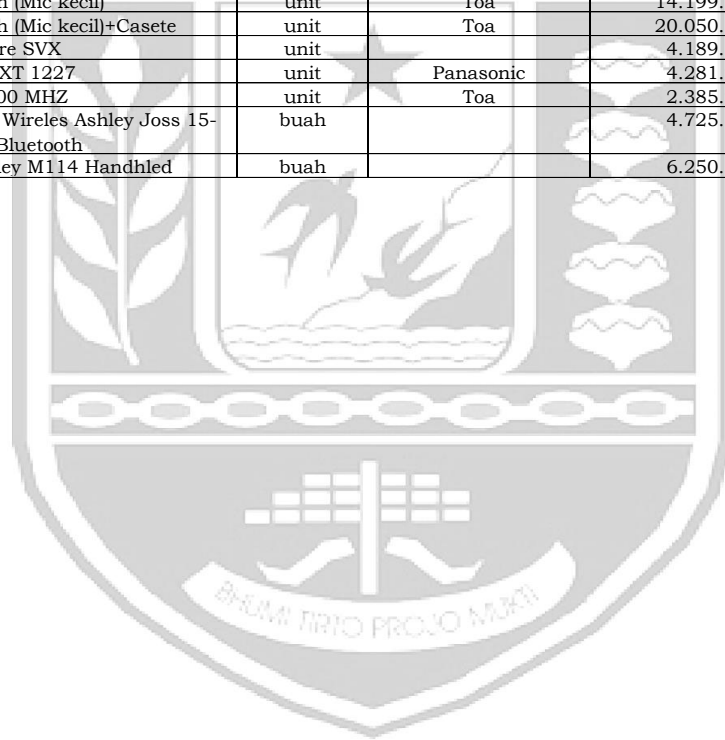 (Mic kecil) unit Toa 14.199.
(Mic kecil)+Casete unit Toa 20.050.
re SVX unit 4.189.
XT 1227 unit Panasonic 4.281.
00 MHZ unit Toa 2.385.
Wireles Ashley Joss 15- buah 4.725.
Bluetooth
ey M114 Handhled buah 6.250.
BHUMI TIRTO PROJO MUKTI